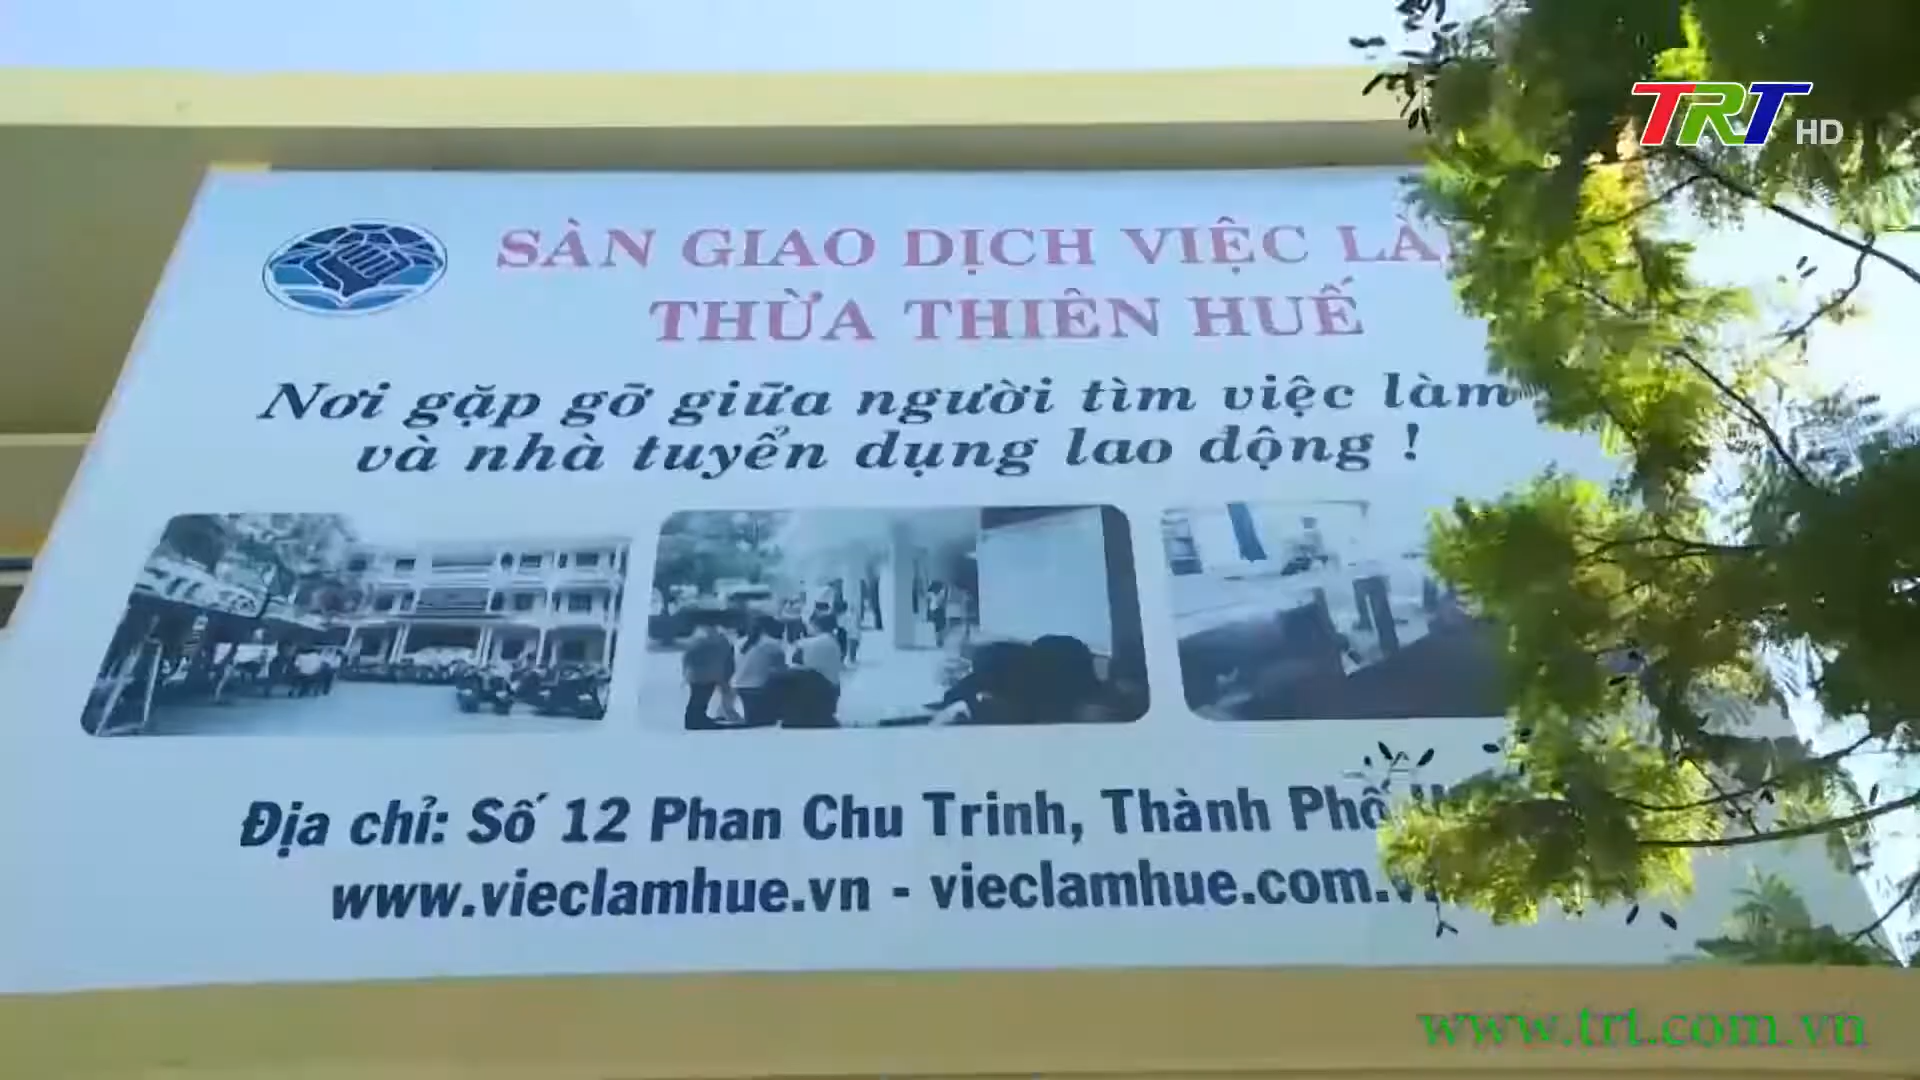 TRT HD
SÀN GIAO DỊCH VIỆC
THỪA THIÊN HUẾ
Nơi gặp gỡ giữa người tìm việc làm
và nhà tuyển dụng lao động !
Địa chỉ: Số 12 Phan Chu Trinh, Thành Phố
www.vieclamhue.vn - vieclamhue.com.
www.trt.com.vn